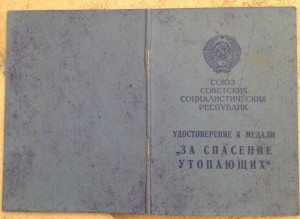 СОЮЗ
СОВЕТСКИХ
СОЦИАЛИСТИЧЕСКИХ
РЕСПУБЛИК
УДОСТОВЕРЕНИЕ К МЕДАЛИ
„ЗА СПАСЕНИЕ
УТОПАЮЩИХ“